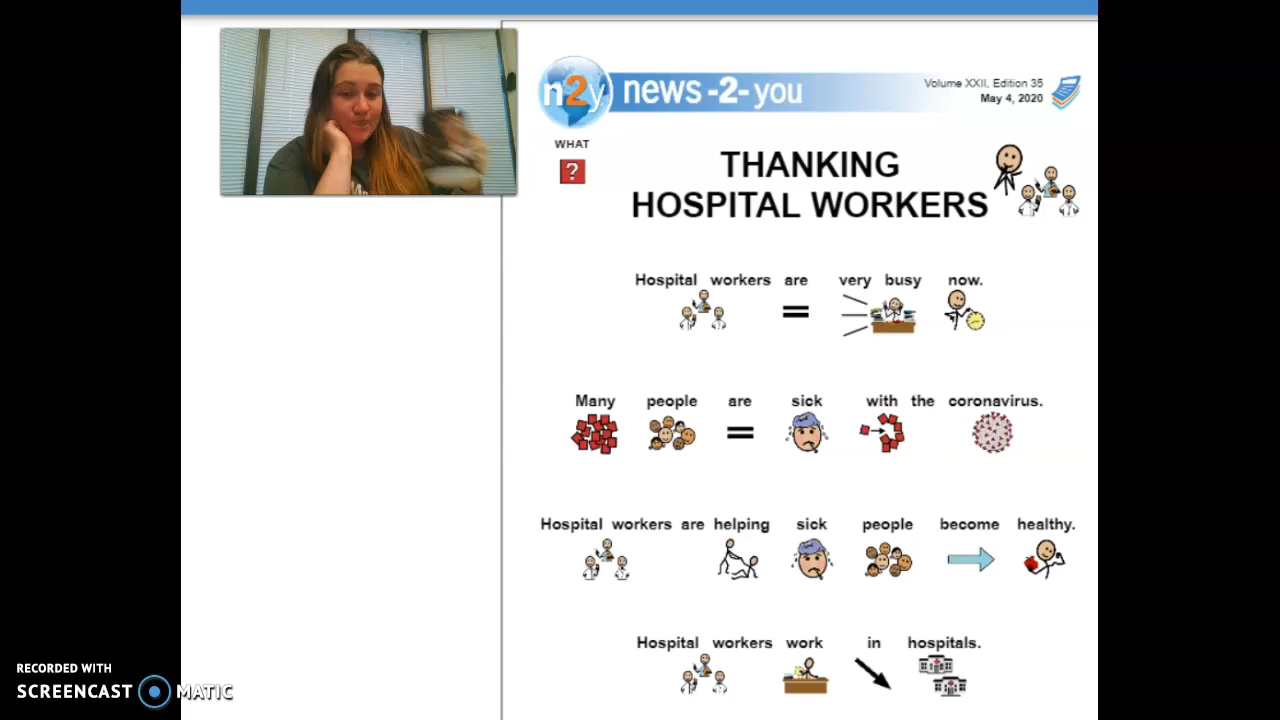 n2y news-2-you
Volume XXII, Edition 35
May 4, 2020
WHAT
?
THANKING
HOSPITAL WORKERS
Hospital workers are very busy now.
Many people are sick with the coronavirus.
Hospital workers are helping sick people become healthy.
Hospital workers work in hospitals.
RECORDED WITH
SCREENCAST MATIC